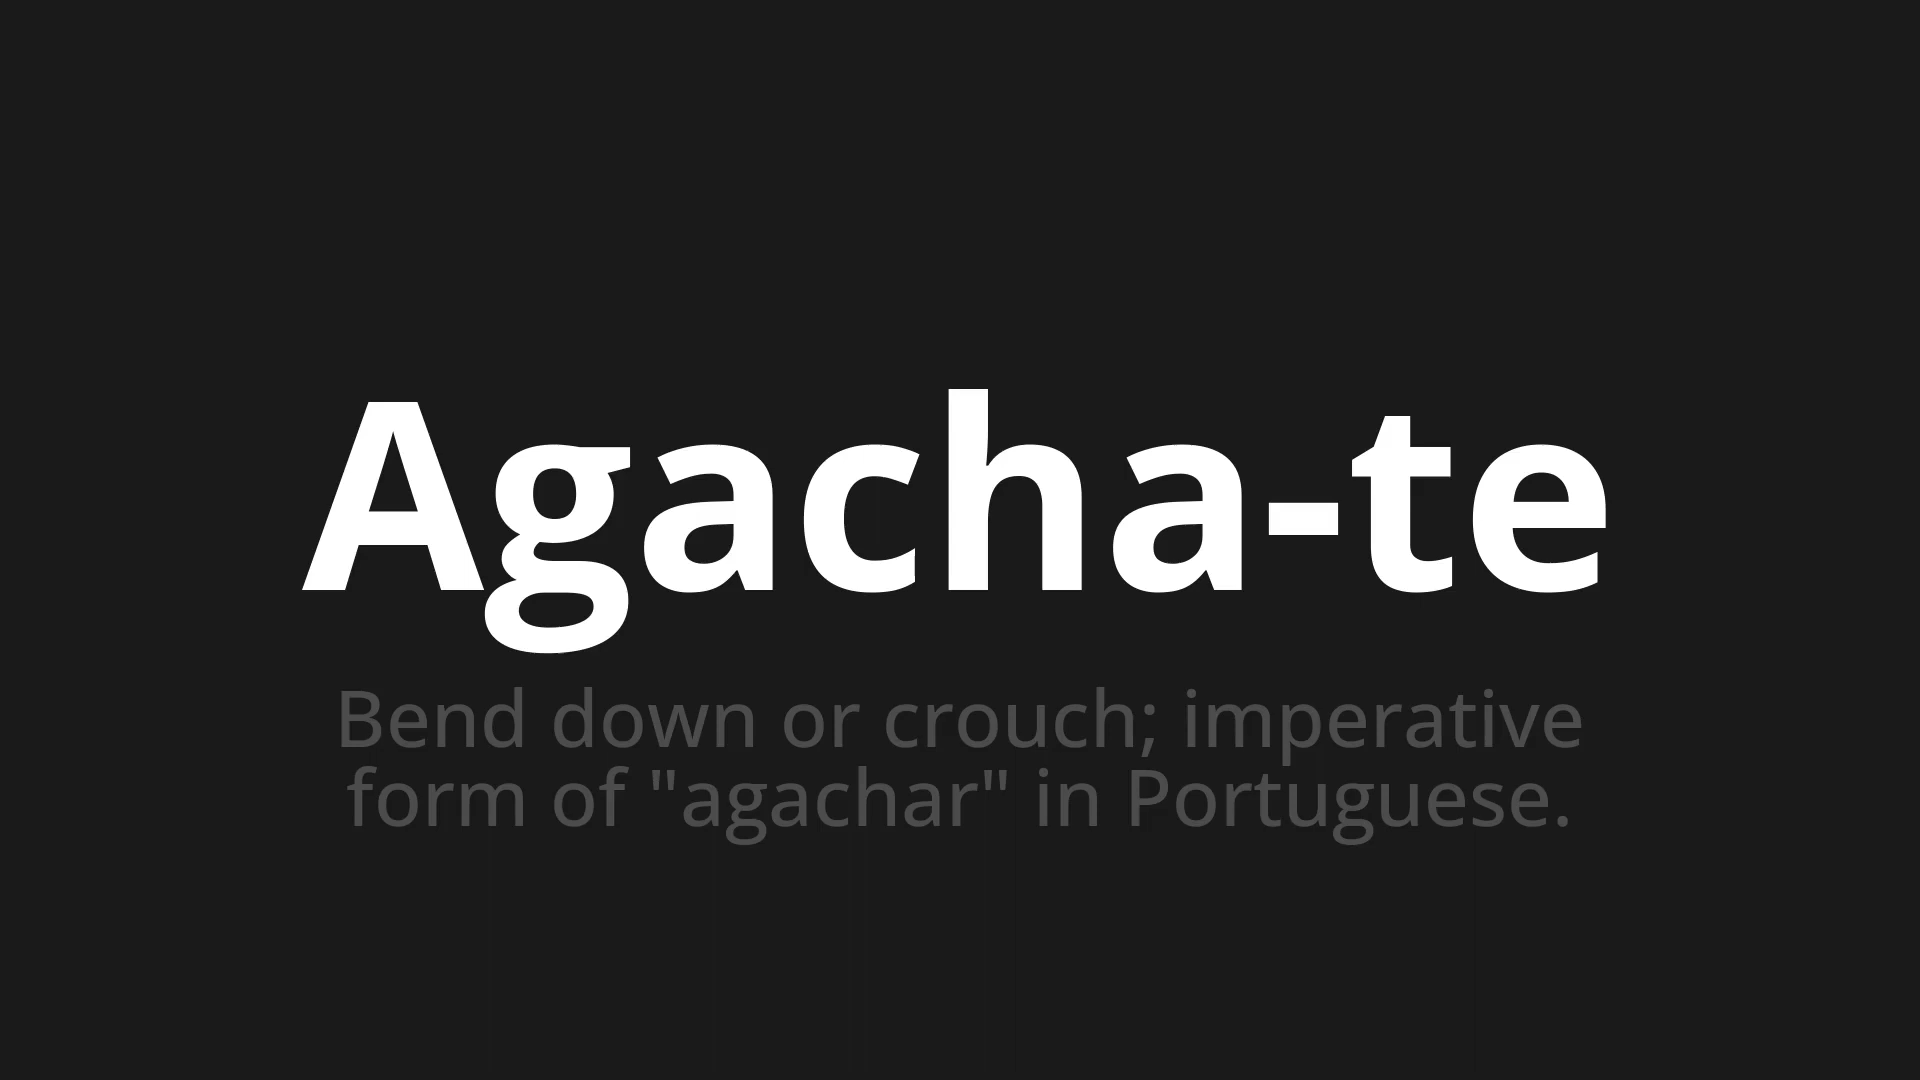 Agacha-te
Bend down or crouch; imperative
form of "agachar" in Portuguese.